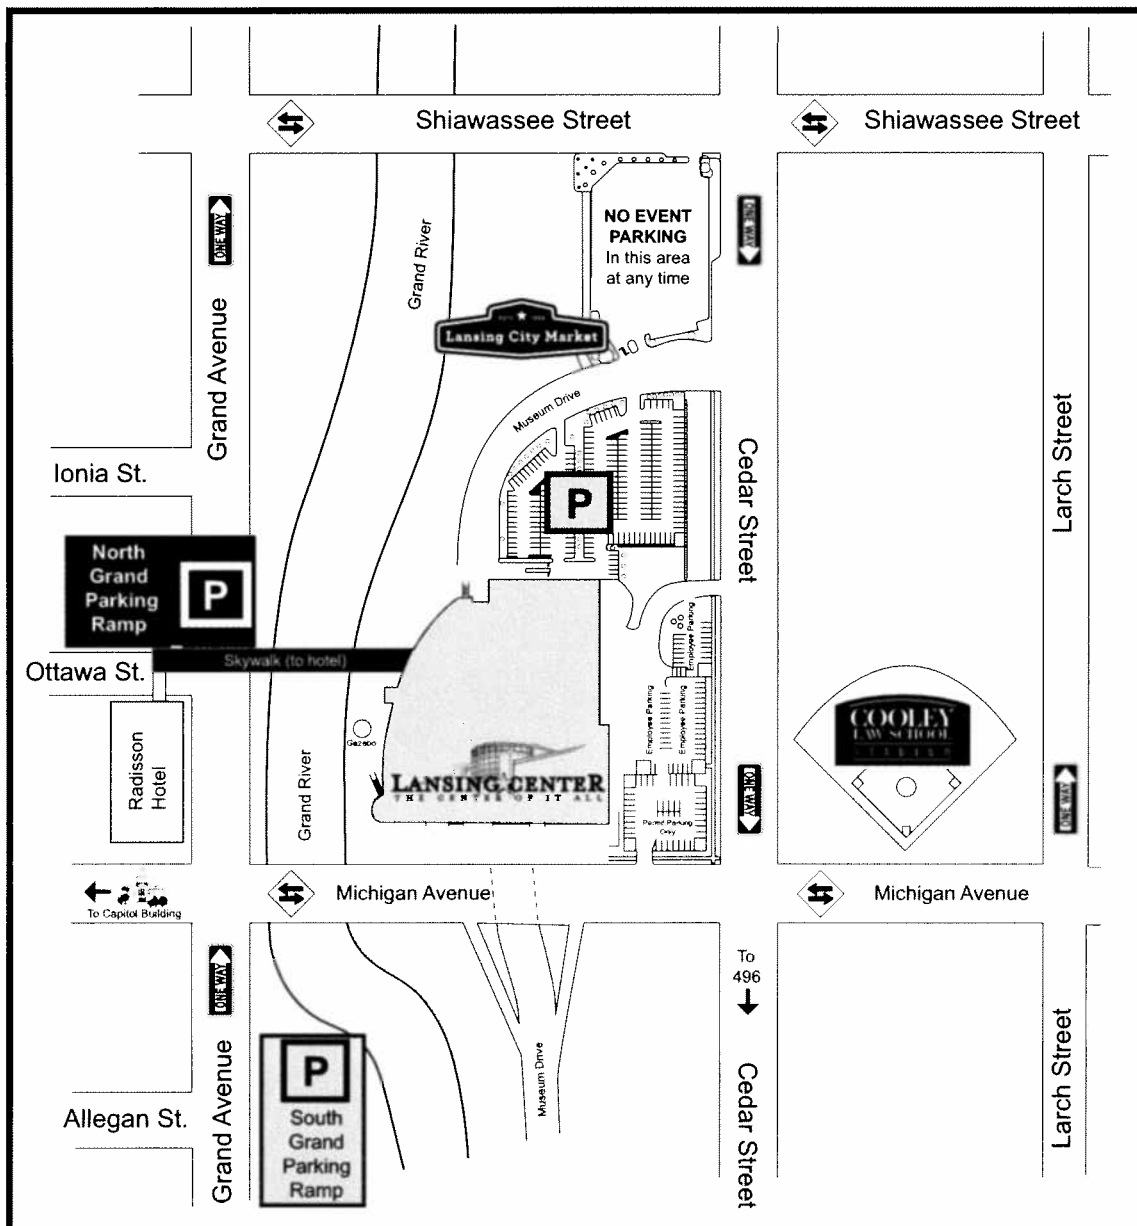 Shiawassee Street
Shiawassee Street
ONE WAY
Grand Avenue
Grand River
NO EVENT
PARKING
In this area
at any time
ONE WAY
Lansing City Market
Museum Drive
P
Cedar Street
Larch Street
Ionia St.
North
Grand
Parking
Ramp
P
Skywalk (to hotel)
Ottawa St.
Radisson
Hotel
Gazebo
Grand River
LANSING CENTER
THE CENTER OF IT ALL
Employee Parking
Employee Parking
Employee Parking
Permit Parking
Only
ONE WAY
COOLEY
LAW SCHOOL
STADIUM
ONE WAY
To Capitol Building
Michigan Avenue
Michigan Avenue
ONE WAY
To
496
Grand Avenue
P
South
Grand
Parking
Ramp
Museum Drive
Cedar Street
Larch Street
Allegan St.